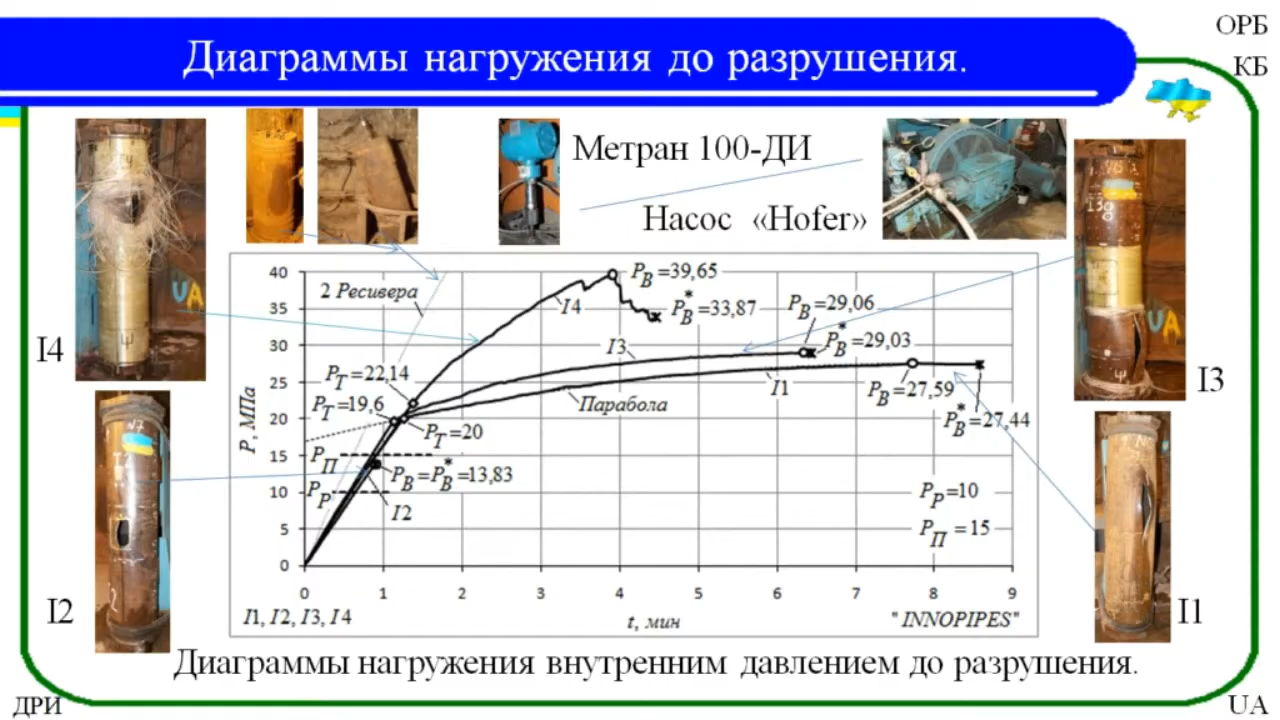 Диаграммы нагружения до разрушения.
ОРБ
КБ
Метран 100-ДИ
Насос «Hofer»
I4
I3
I2
I1
2 Ресивера
P_B=39,65
P*_B=33,87
I4
P_B=29,06
P*_B=29,03
I3
P_T=22,14
P_T=19,6
P_T=20
Парабола
I1
P_B=27,59
P*_B=27,44
P_П
P_B=P*_B=13,83
P_P
I2
P_P=10
P_П=15
P, МПа
40
35
30
25
20
15
10
5
0
0 1 2 3 4 5 6 7 8 9
I1, I2, I3, I4
t, мин
" INNOPIPES"
UA
UA
Диаграммы нагружения внутренним давлением до разрушения.
ДРИ
UA